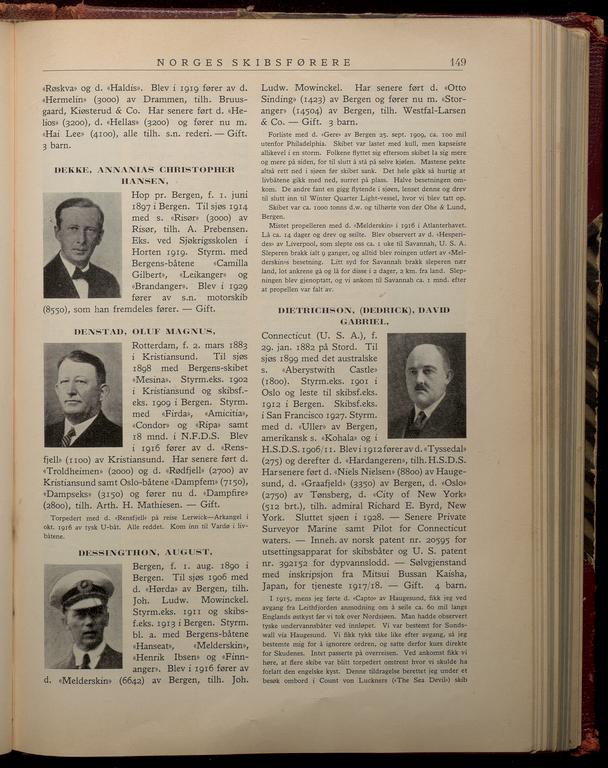 NORGES SKIBSFØRERE 149
«Røskva» og d. «Haldis». Blev i 1919 fører av d.
«Hermelin» (3000) av Drammen, tilh. Bruus-
gaard, Kiøsterud & Co. Har senere ført d. «He-
lios» (3200), d. «Hellas» (3200) og fører nu m.
«Hai Lee» (4100), alle tilh. s.n. rederi. — Gift.
3 barn.
DEKKE, ANNANIAS CHRISTOPHER
HANSEN,
Hop pr. Bergen, f. 1. juni
1897 i Bergen. Til sjøs 1914
med s. «Risør» (3000) av
Risør, tilh. A. Prebensen.
Eks. ved Sjøkrigsskolen i
Horten 1919. Styrm. med
Bergens-båtene «Camilla
Gilbert», «Leikanger» og
«Brandanger». Blev i 1929
fører av s.n. motorskib
(8550), som han fremdeles fører. — Gift.
DENSTAD, OLUF MAGNUS,
Rotterdam, f. 2. mars 1883
i Kristiansund. Til sjøs
1898 med Bergens-skibet
«Mesina». Styrm.eks. 1902
i Kristiansund og skibsf.-
eks. 1909 i Bergen. Styrm.
med «Firda», «Amicitia»,
«Condor» og «Ripa» samt
18 mnd. i N.F.D.S. Blev
i 1916 fører av d. «Rens-
fjell» (1100) av Kristiansund. Har senere ført d.
«Troldheimen» (2000) og d. «Rødfjell» (2700) av
Kristiansund samt Oslo-båtene «Dampfem» (7150),
«Dampseks» (3150) og fører nu d. «Dampfire»
(2800), tilh. Arth. H. Mathiesen. — Gift.
Torpedert med d. «Rensfjell» på reise Lerwick—Arkangel i
okt. 1916 av tysk U-båt. Alle reddet. Kom inn til Vardø i liv-
båtene.
DESSINGTHON, AUGUST,
Bergen, f. 1. aug. 1890 i
Bergen. Til sjøs 1906 med
d. «Hørda» av Bergen, tilh.
Joh. Ludw. Mowinckel.
Styrm.eks. 1911 og skibs-
f.eks. 1913 i Bergen. Styrm.
bl. a. med Bergens-båtene
«Hanseat», «Melderskin»,
«Henrik Ibsen» og «Finn-
anger». Blev i 1916 fører av
d. «Melderskin» (6642) av Bergen, tilh. Joh.
Ludw. Mowinckel. Har senere ført d. «Otto
Sinding» (1423) av Bergen og fører nu m. «Stor-
anger» (14504) av Bergen, tilh. Westfal-Larsen
& Co. — Gift. 3 barn.
Forliste med d. «Gere» av Bergen 25. sept. 1909, ca. 100 mil
utenfor Philadelphia. Skibet var lastet med kull, men kapseiste
allikevel i en storm. Folkene flyttet sig eftersom skibet la sig mere
og mere på siden, for til slutt å stå på selve kjølen. Mastene pekte
altså rett ned i sjøen før skibet sank. Det hele gikk så hurtig at
livbåtene gikk med ned, surret på plass. Halve besetningen om-
kom. De andre fant en gigg flytende i sjøen, lenset denne og drev
til slutt inn til Winter Quarter Light-vessel, hvor vi blev tatt op.
Skibet var ca. 1000 tonns d.w. og tilhørte von der Ohe & Lund,
Bergen.
Mistet propelleren med d. «Melderskin» i 1916 i Atlanterhavet.
Lå ca. 14 dager og drev og seilte. Blev observert av d. «Hesperi-
des» av Liverpool, som slepte oss ca. 1 uke til Savannah, U. S. A.
Sleperen brakk ialt 9 ganger, og alltid blev roingen utført av «Mel-
derskin»s besetning. Litt syd for Savannah brakk sleperen nær
land, lot ankrene gå og lå for disse i 2 dager, 2 km. fra land. Slep-
ningen blev gjenoptatt, og vi ankom til Savannah ca. 1 mnd. efter
at propellen var falt av.
DIETRICHSON, (DEDRICK), DAVID
GABRIEL,
Connecticut (U. S. A.), f.
29. jan. 1882 på Stord. Til
sjøs 1899 med det australske
s. «Aberystwith Castle»
(1800). Styrm.eks. 1901 i
Oslo og leste til skibsf.eks.
1912 i Bergen. Skibsf.eks.
i San Francisco 1927. Styrm.
med d. «Uller» av Bergen,
amerikansk s. «Kohala» og i
H.S.D.S. 1906/11. Blev i 1912 fører av d. «Tyssedal»
(275) og derefter d. «Hardangeren», tilh. H.S.D.S.
Har senere ført d. «Niels Nielsen» (8800) av Hauge-
sund, d. «Graafjeld» (3350) av Bergen, d. «Oslo»
(2750) av Tønsberg, d. «City of New York»
(512 brt.), tilh. admiral Richard E. Byrd, New
York. Sluttet sjøen i 1928. — Senere Private
Surveyor Marine samt Pilot for Connecticut
waters. — Inneh. av norsk patent nr. 20595 for
utsettingsapparat for skibsbåter og U. S. patent
nr. 392152 for dypvannslodd. — Sølvgjenstand
med inskripsjon fra Mitsui Bussan Kaisha,
Japan, for tjeneste 1917/18. — Gift. 4 barn.
I 1915, mens jeg førte d. «Capto» av Haugesund, fikk jeg ved
avgang fra Leithfjorden anmodning om å seile ca. 60 mil langs
Englands østkyst før vi tok over Nordsjøen. Man hadde observert
tyske undervannsbåter ved innløpet. Vi var bestemt for Sunds-
wall via Haugesund. Vi fikk tykk tåke like efter avgang, så jeg
bestemte mig for å ignorere ordren, og satte derfor kurs direkte
for Skudenes. Intet passerte på overreisen. Ved ankomst fikk vi
høre, at flere skibe var blitt torpedert omtrent hvor vi skulde ha
forlatt den engelske kyst. Denne tildragelse berettet jeg under et
besøk ombord i Count von Luckners («The Sea Devil») skib